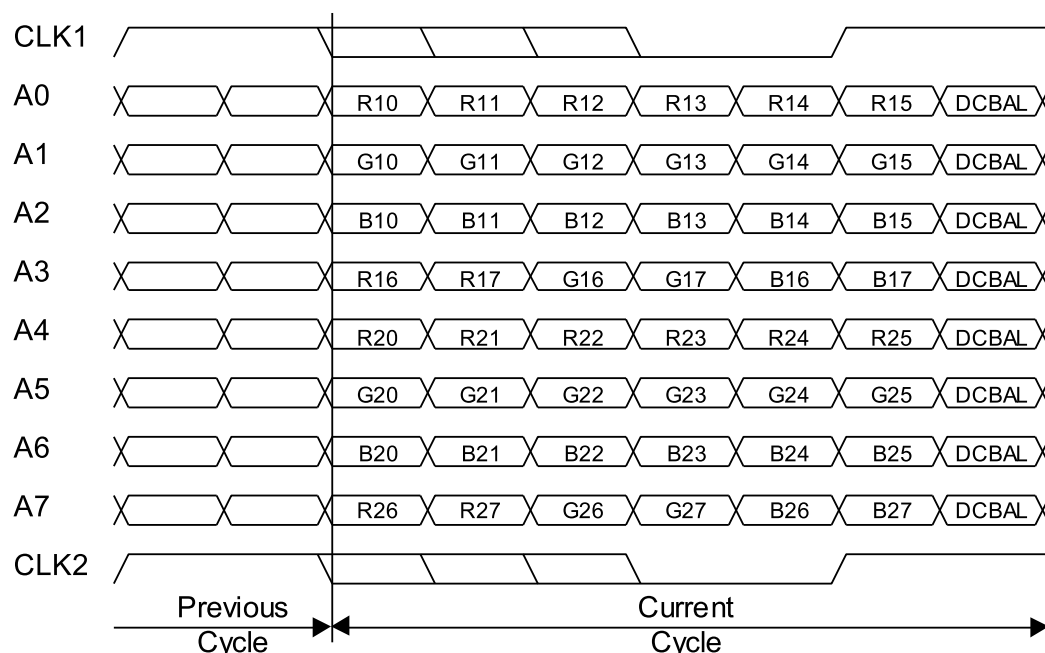 CLK1
A0 R10 R11 R12 R13 R14 R15 DCBAL
A1 G10 G11 G12 G13 G14 G15 DCBAL
A2 B10 B11 B12 B13 B14 B15 DCBAL
A3 R16 R17 G16 G17 B16 B17 DCBAL
A4 R20 R21 R22 R23 R24 R25 DCBAL
A5 G20 G21 G22 G23 G24 G25 DCBAL
A6 B20 B21 B22 B23 B24 B25 DCBAL
A7 R26 R27 G26 G27 B26 B27 DCBAL
CLK2
Previous Current
Cycle Cycle